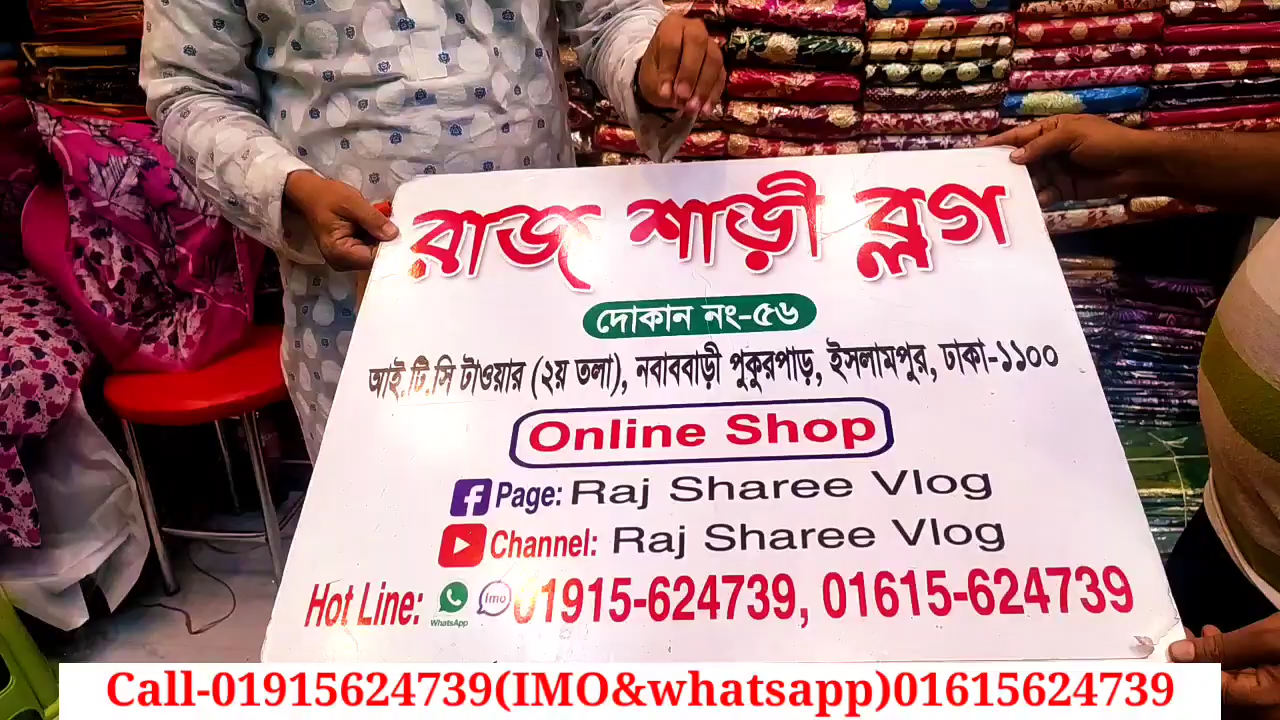 রাজ শাড়ী ব্লগ
দোকান নং-৫৬
আই.টি.সি টাওয়ার (২য় তলা), নবাববাড়ী পুকুরপাড়, ইসলামপুর, ঢাকা-১১০০
Online Shop
f Page: Raj Sharee Vlog
Channel: Raj Sharee Vlog
Hot Line: WhatsApp imo 01915-624739, 01615-624739
Call-01915624739(IMO&whatsapp)01615624739